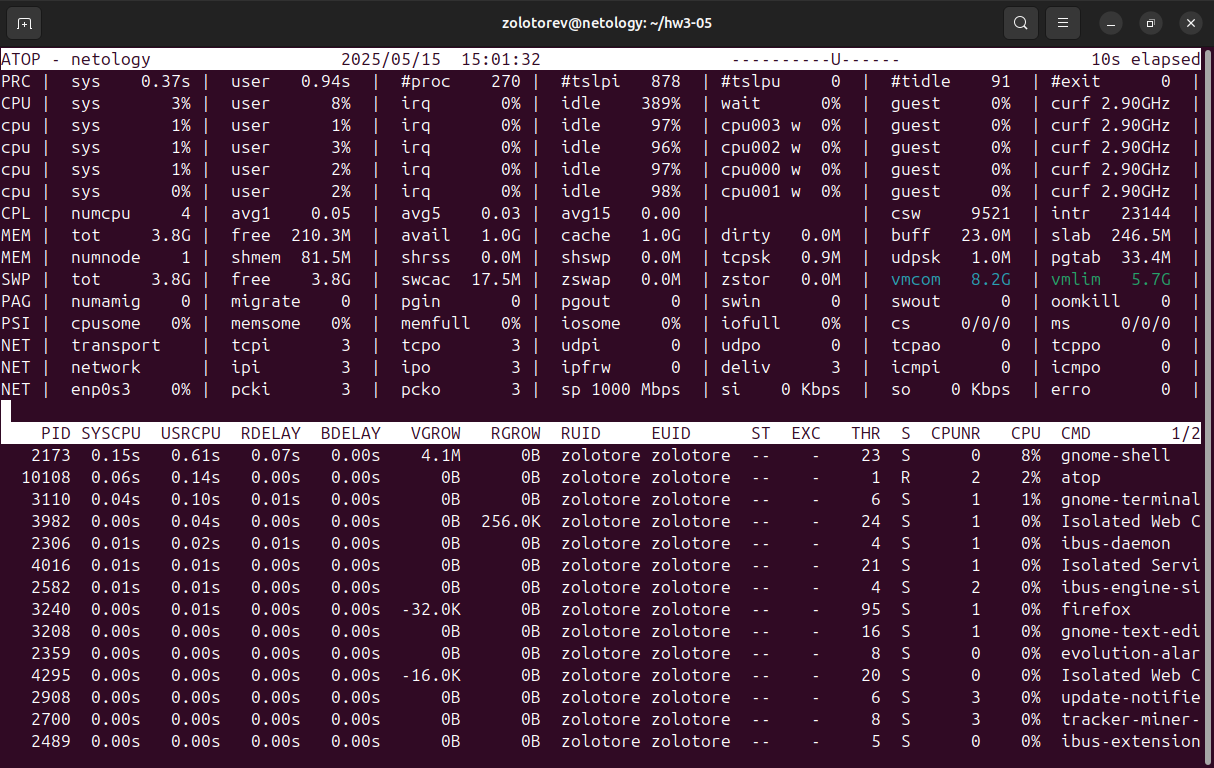 zolotorev@netology: ~/hw3-05
ATOP - netology 2025/05/15 15:01:32 ----------U------ 10s elapsed
PRC | sys 0.37s | user 0.94s | #proc 270 | #tslpi 878 | #tslpu 0 | #tidle 91 | #exit 0 |
CPU | sys 3% | user 8% | irq 0% | idle 389% | wait 0% | guest 0% | curf 2.90GHz |
cpu | sys 1% | user 1% | irq 0% | idle 97% | cpu003 w 0% | guest 0% | curf 2.90GHz |
cpu | sys 1% | user 3% | irq 0% | idle 96% | cpu002 w 0% | guest 0% | curf 2.90GHz |
cpu | sys 1% | user 2% | irq 0% | idle 97% | cpu000 w 0% | guest 0% | curf 2.90GHz |
cpu | sys 0% | user 2% | irq 0% | idle 98% | cpu001 w 0% | guest 0% | curf 2.90GHz |
CPL | numcpu 4 | avg1 0.05 | avg5 0.03 | avg15 0.00 | | csw 9521 | intr 23144 |
MEM | tot 3.8G | free 210.3M | avail 1.0G | cache 1.0G | dirty 0.0M | buff 23.0M | slab 246.5M |
MEM | numnode 1 | shmem 81.5M | shrss 0.0M | shswp 0.0M | tcpsk 0.9M | udpsk 1.0M | pgtab 33.4M |
SWP | tot 3.8G | free 3.8G | swcac 17.5M | zswap 0.0M | zstor 0.0M | vmcom 8.2G | vmlim 5.7G |
PAG | numamig 0 | migrate 0 | pgin 0 | pgout 0 | swin 0 | swout 0 | oomkill 0 |
PSI | cpusome 0% | memsome 0% | memfull 0% | iosome 0% | iofull 0% | cs 0/0/0 | ms 0/0/0 |
NET | transport | tcpi 3 | tcpo 3 | udpi 0 | udpo 0 | tcpao 0 | tcppo 0 |
NET | network | ipi 3 | ipo 3 | ipfrw 0 | deliv 3 | icmpi 0 | icmpo 0 |
NET | enp0s3 0% | pcki 3 | pcko 3 | sp 1000 Mbps | si 0 Kbps | so 0 Kbps | erro 0 |
PID SYSCPU USRCPU RDELAY BDELAY VGROW RGROW RUID EUID ST EXC THR S CPUNR CPU CMD 1/2
2173 0.15s 0.61s 0.07s 0.00s 4.1M 0B zolotore zolotore -- - 23 S 0 8% gnome-shell
10108 0.06s 0.14s 0.00s 0.00s 0B 0B zolotore zolotore -- - 1 R 2 2% atop
3110 0.04s 0.10s 0.01s 0.00s 0B 0B zolotore zolotore -- - 6 S 1 1% gnome-terminal
3982 0.00s 0.04s 0.00s 0.00s 0B 256.0K zolotore zolotore -- - 24 S 1 0% Isolated Web C
2306 0.01s 0.02s 0.01s 0.00s 0B 0B zolotore zolotore -- - 4 S 1 0% ibus-daemon
4016 0.01s 0.01s 0.00s 0.00s 0B 0B zolotore zolotore -- - 21 S 1 0% Isolated Servi
2582 0.01s 0.01s 0.00s 0.00s 0B 0B zolotore zolotore -- - 4 S 2 0% ibus-engine-si
3240 0.00s 0.01s 0.00s 0.00s -32.0K 0B zolotore zolotore -- - 95 S 1 0% firefox
3208 0.00s 0.00s 0.00s 0.00s 0B 0B zolotore zolotore -- - 16 S 1 0% gnome-text-edi
2359 0.00s 0.00s 0.00s 0.00s 0B 0B zolotore zolotore -- - 8 S 0 0% evolution-alar
4295 0.00s 0.00s 0.00s 0.00s -16.0K 0B zolotore zolotore -- - 20 S 0 0% Isolated Web C
2908 0.00s 0.00s 0.00s 0.00s 0B 0B zolotore zolotore -- - 6 S 3 0% update-notifie
2700 0.00s 0.00s 0.00s 0.00s 0B 0B zolotore zolotore -- - 8 S 3 0% tracker-miner-
2489 0.00s 0.00s 0.00s 0.00s 0B 0B zolotore zolotore -- - 5 S 0 0% ibus-extension